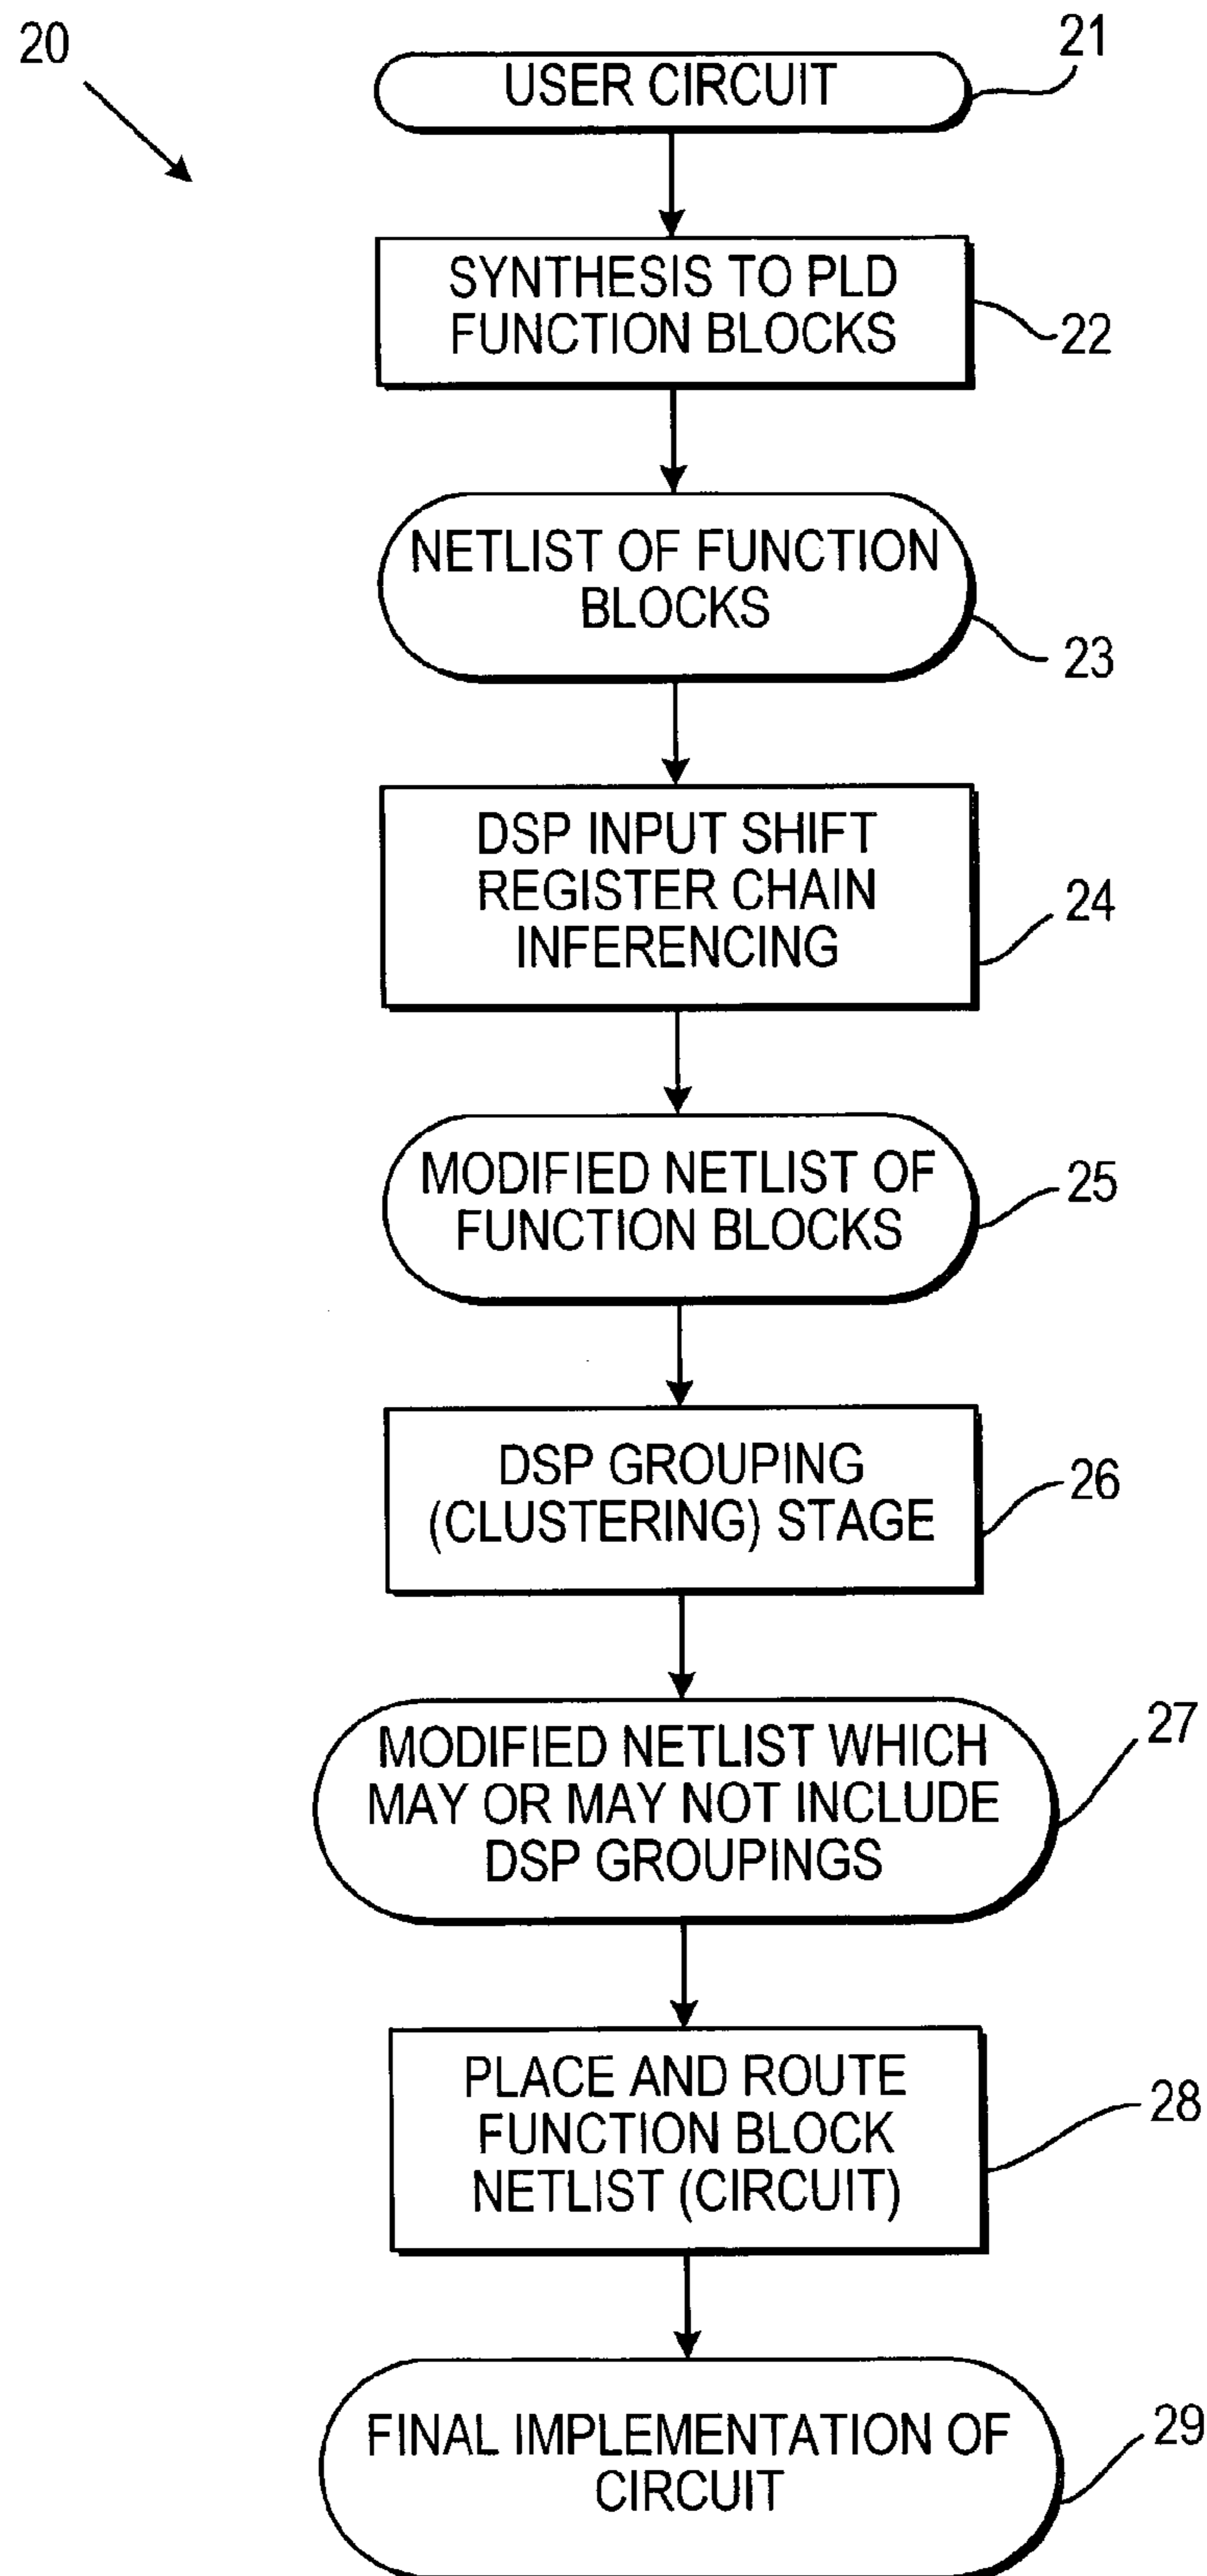 20
USER CIRCUIT
21
SYNTHESIS TO PLD
FUNCTION BLOCKS
22
NETLIST OF FUNCTION
BLOCKS
23
DSP INPUT SHIFT
REGISTER CHAIN
INFERENCING
24
MODIFIED NETLIST OF
FUNCTION BLOCKS
25
DSP GROUPING
(CLUSTERING) STAGE
26
MODIFIED NETLIST WHICH
MAY OR MAY NOT INCLUDE
DSP GROUPINGS
27
PLACE AND ROUTE
FUNCTION BLOCK
NETLIST (CIRCUIT)
28
FINAL IMPLEMENTATION OF
CIRCUIT
29